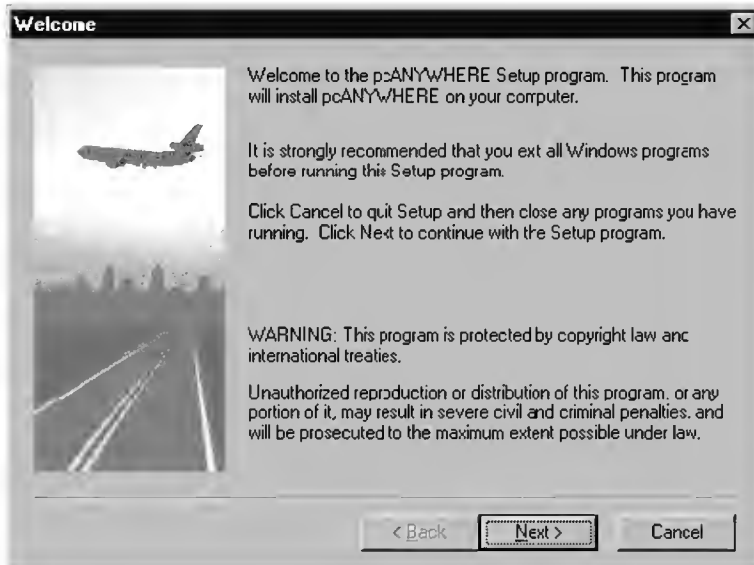 Welcome
Welcome to the pcANYWHERE Setup program. This program
will install pcANYWHERE on your computer.
It is strongly recommended that you exit all Windows programs
before running this Setup program.
Click Cancel to quit Setup and then close any programs you have
running. Click Next to continue with the Setup program.
WARNING: This program is protected by copyright law and
international treaties.
Unauthorized reproduction or distribution of this program, or any
portion of it, may result in severe civil and criminal penalties, and
will be prosecuted to the maximum extent possible under law.
< Back
Next >
Cancel